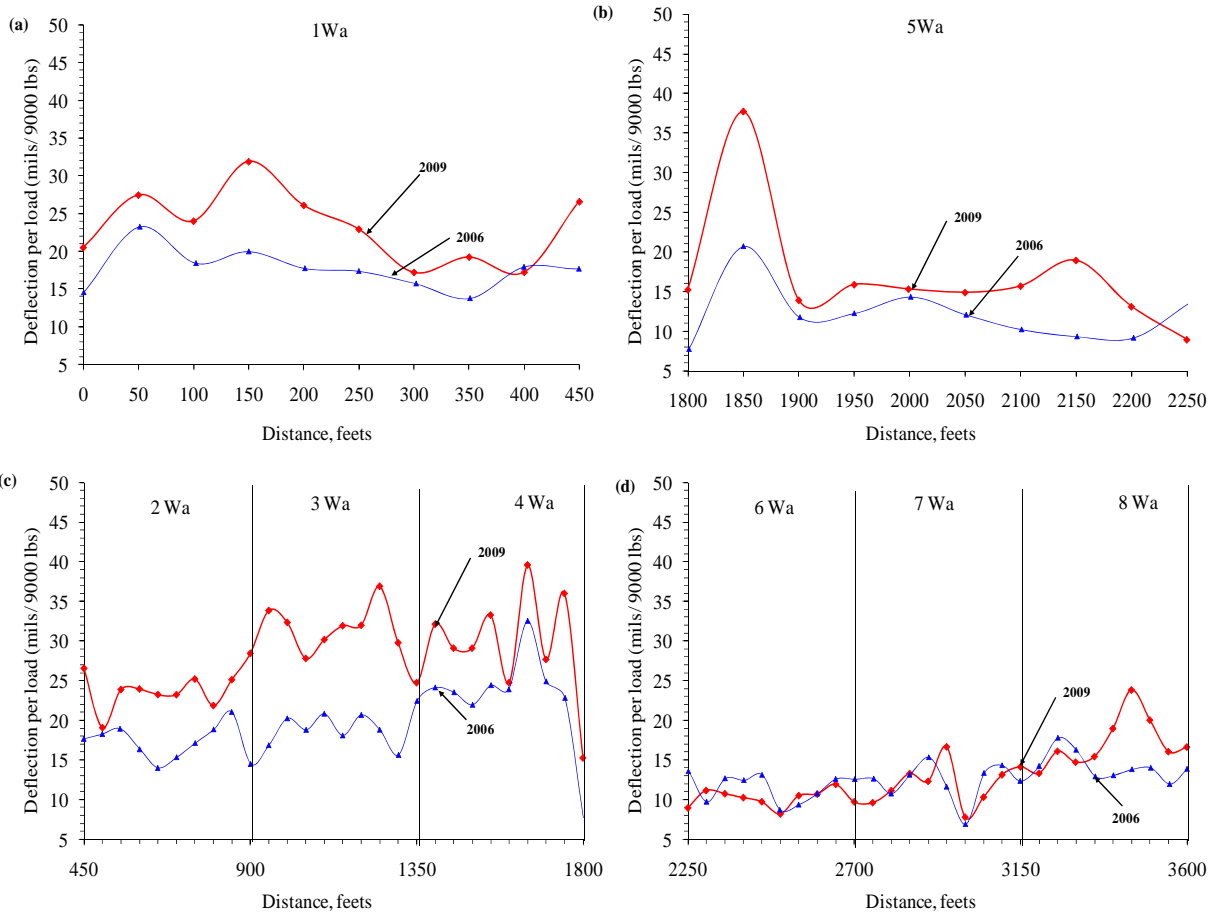 (a)
1Wa
Deflection per load (mils/ 9000 lbs)
50
45
40
35
30
25
20
15
10
5
2009
2006
0 50 100 150 200 250 300 350 400 450
Distance, feets
(b)
5Wa
Deflection per load (mils/ 9000 lbs)
50
45
40
35
30
25
20
15
10
5
2009
2006
1800 1850 1900 1950 2000 2050 2100 2150 2200 2250
Distance, feets
(c)
2 Wa 3 Wa 4 Wa
Deflection per load (mils/ 9000 lbs)
50
45
40
35
30
25
20
15
10
5
2009
2006
450 900 1350 1800
Distance, feets
(d)
6 Wa 7 Wa 8 Wa
Deflection per load (mils/ 9000 lbs)
50
45
40
35
30
25
20
15
10
5
2009
2006
2250 2700 3150 3600
Distance, feets